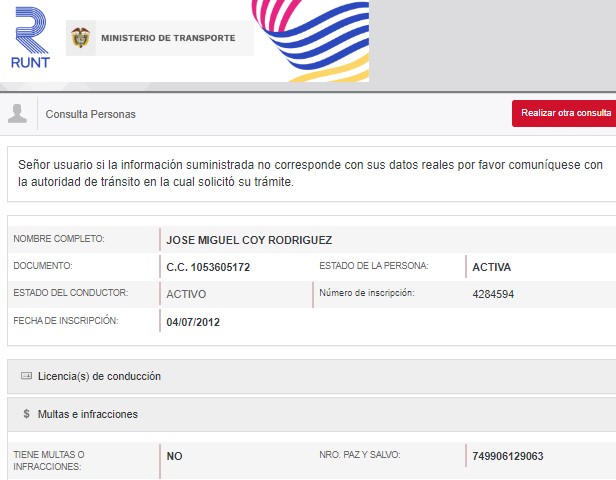 RUNT
MINISTERIO DE TRANSPORTE
Consulta Personas
Realizar otra consulta
Señor usuario si la información suministrada no corresponde con sus datos reales por favor comuníquese con
la autoridad de tránsito en la cual solicitó su trámite.
NOMBRE COMPLETO: JOSE MIGUEL COY RODRIGUEZ
DOCUMENTO: C.C. 1053605172 ESTADO DE LA PERSONA: ACTIVA
ESTADO DEL CONDUCTOR: ACTIVO Número de inscripción: 4284594
FECHA DE INSCRIPCIÓN: 04/07/2012
Licencia(s) de conducción
$ Multas e infracciones
TIENE MULTAS O NO NRO. PAZ Y SALVO: 749906129063
INFRACCIONES: